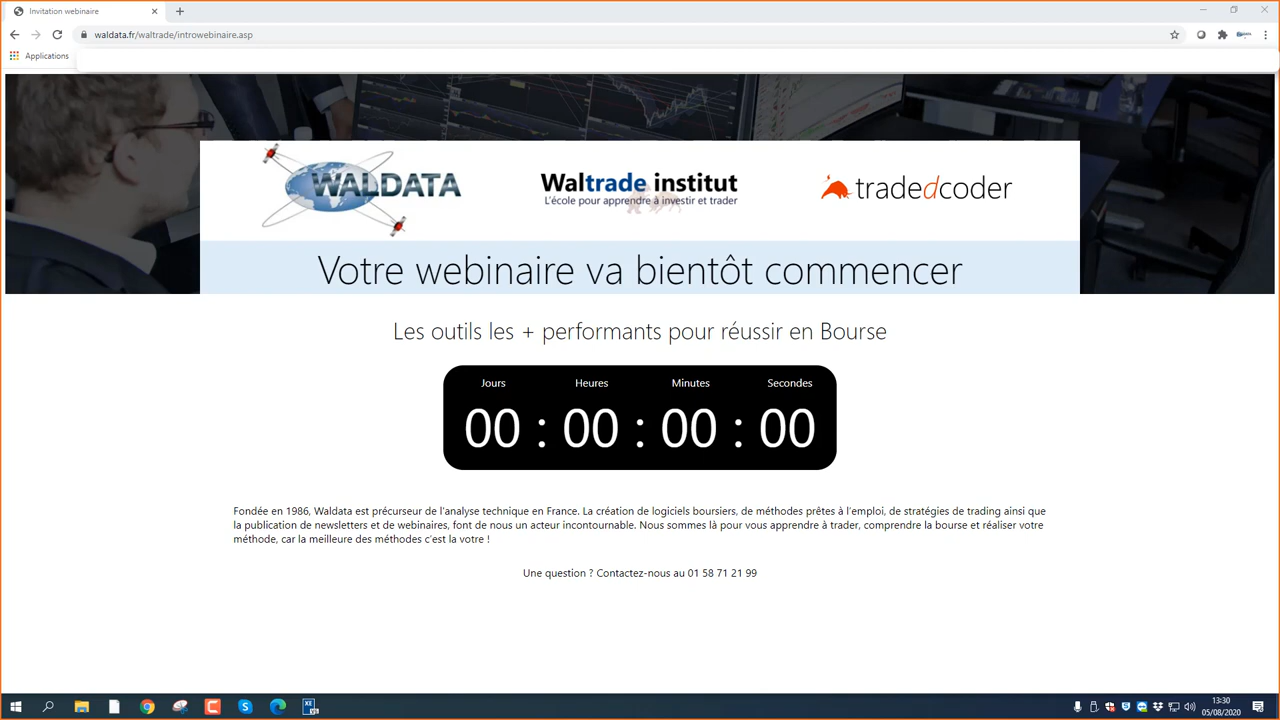 Invitation webinaire
waldata.fr/waltrade/introwebinaire.asp
Applications
WALDATA
Waltrade institut
L'école pour apprendre à investir et trader
tradedcoder
Votre webinaire va bientôt commencer
Les outils les + performants pour réussir en Bourse
Jours Heures Minutes Secondes
00 : 00 : 00 : 00
Fondée en 1986, Waldata est précurseur de l'analyse technique en France. La création de logiciels boursiers, de méthodes prêtes à l'emploi, de stratégies de trading ainsi que
la publication de newsletters et de webinaires, font de nous un acteur incontournable. Nous sommes là pour vous apprendre à trader, comprendre la bourse et réaliser votre
méthode, car la meilleure des méthodes c'est la votre !
Une question ? Contactez-nous au 01 58 71 21 99
13:30
05/08/2020